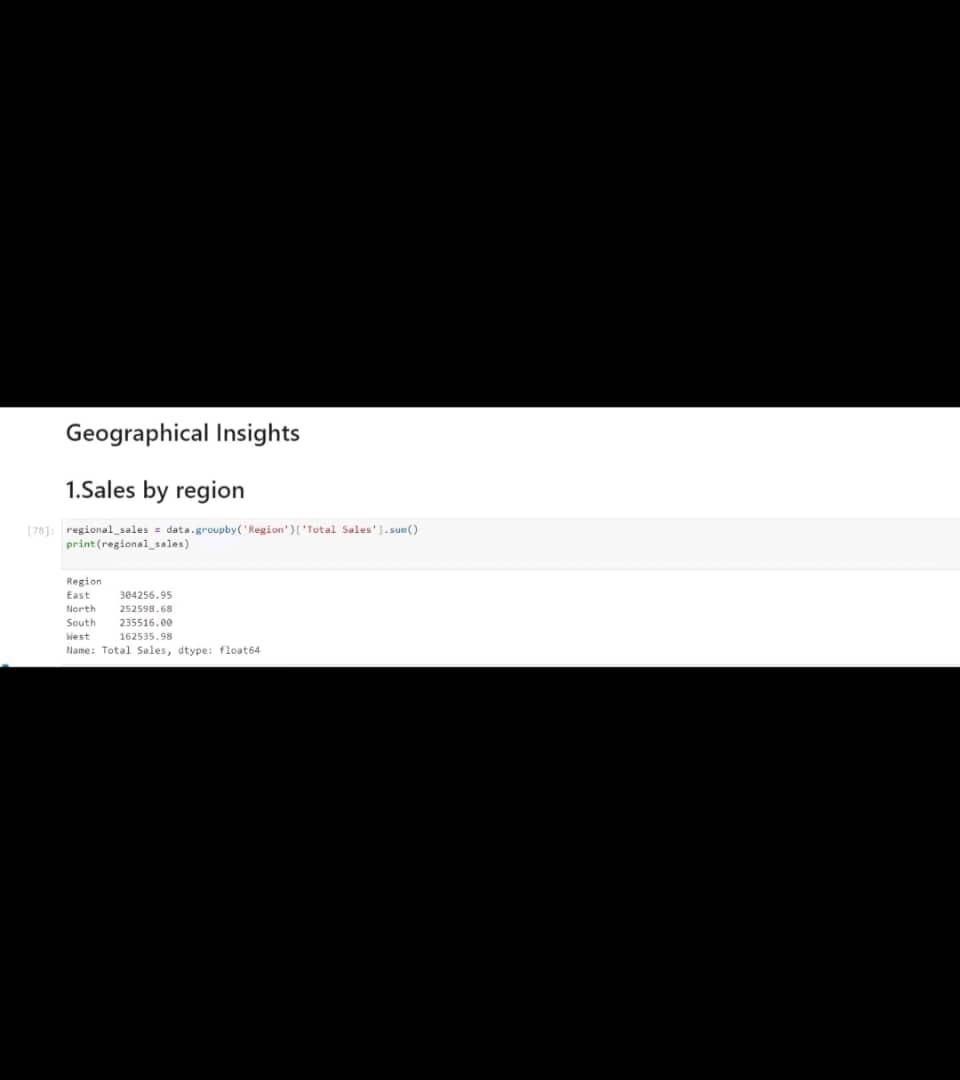 Geographical Insights
1.Sales by region
[78]:
regional_sales = data.groupby('Region')['Total Sales'].sum()
print(regional_sales)
Region
East 304256.95
North 252598.68
South 235516.00
West 162535.98
Name: Total Sales, dtype: float64